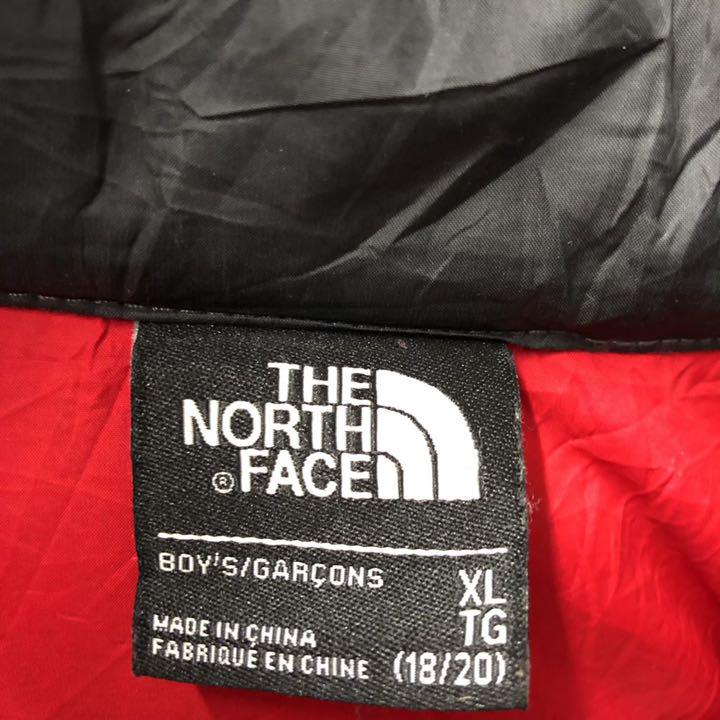 THE
NORTH
® FACE
BOY'S/GARÇONS
XL
TG
MADE IN CHINA
FABRIQUÉ EN CHINE (18/20)